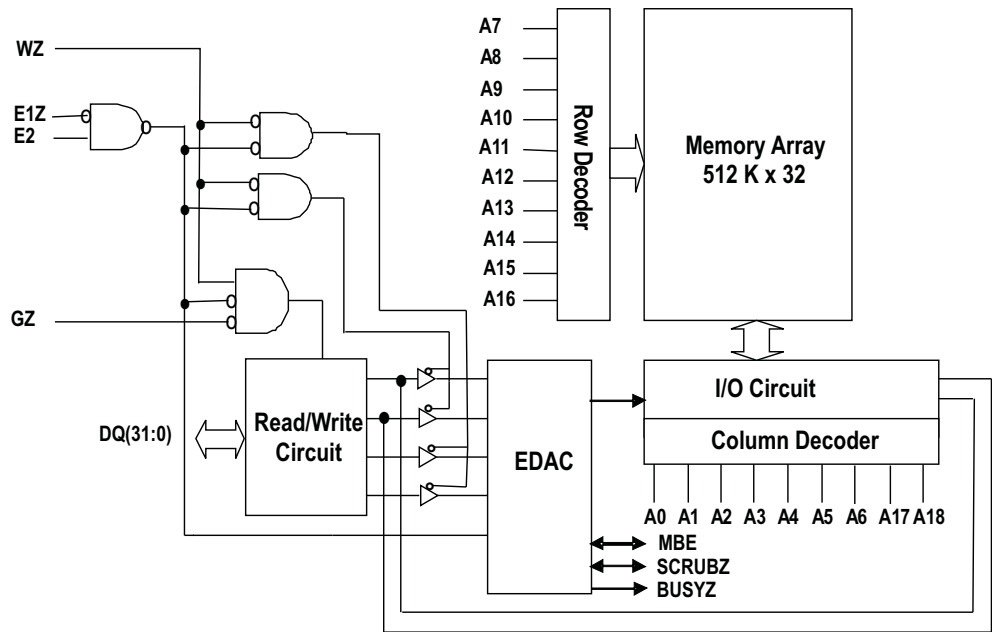 WZ
E1Z
E2
GZ
A7
A8
A9
A10
A11
A12
A13
A14
A15
A16
Row Decoder
Memory Array
512 K x 32
DQ(31:0)
Read/Write
Circuit
EDAC
I/O Circuit
Column Decoder
A0 A1 A2 A3 A4 A5 A6 A17 A18
MBE
SCRUBZ
BUSYZ